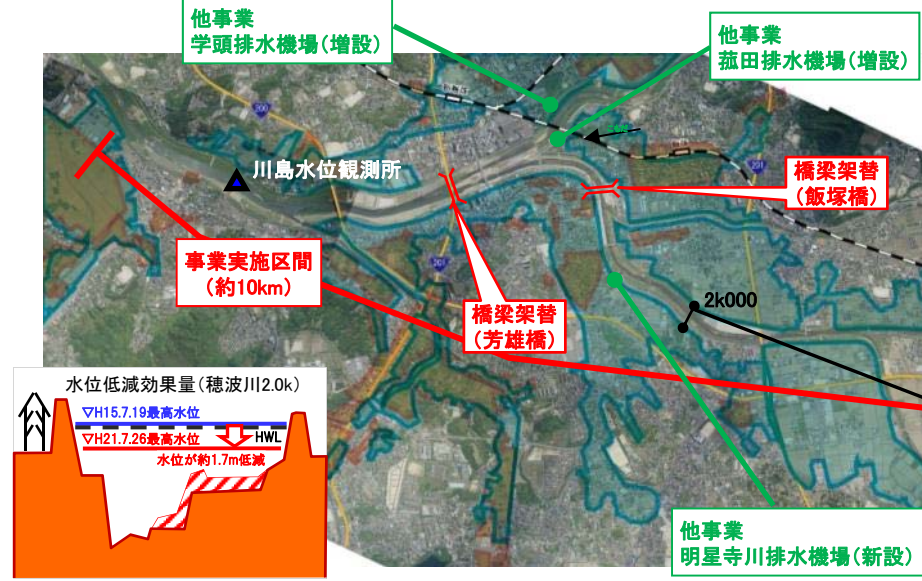 他事業
学頭排水機場(増設)
他事業
菰田排水機場(増設)
200
201
川島水位観測所
橋梁架替
(飯塚橋)
事業実施区間
(約10km)
201
橋梁架替
(芳雄橋)
2k000
水位低減効果量(穂波川2.0k)
▽H15.7.19最高水位
HWL
▽H21.7.26最高水位
水位が約1.7m低減
他事業
明星寺川排水機場(新設)